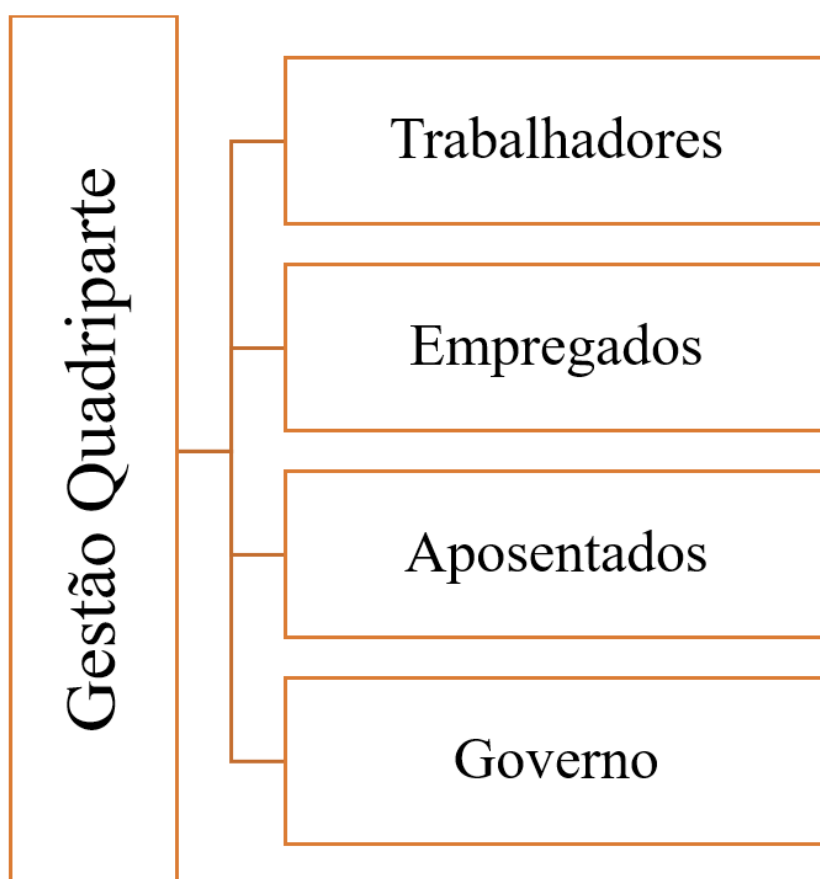 Gestão Quadriparte
Trabalhadores
Empregados
Aposentados
Governo